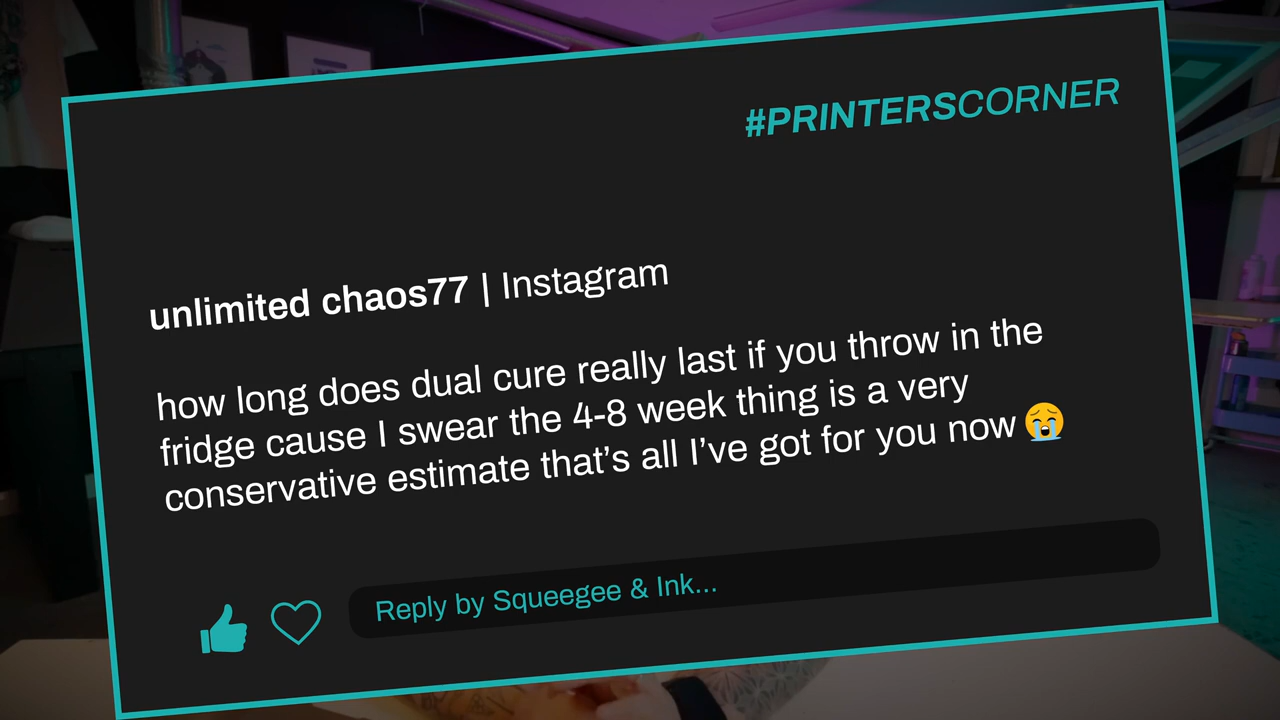 #PRINTERSCORNER
unlimited chaos77 | Instagram
how long does dual cure really last if you throw in the
fridge cause I swear the 4-8 week thing is a very
conservative estimate that’s all I’ve got for you now 😭
Reply by Squeegee & Ink...